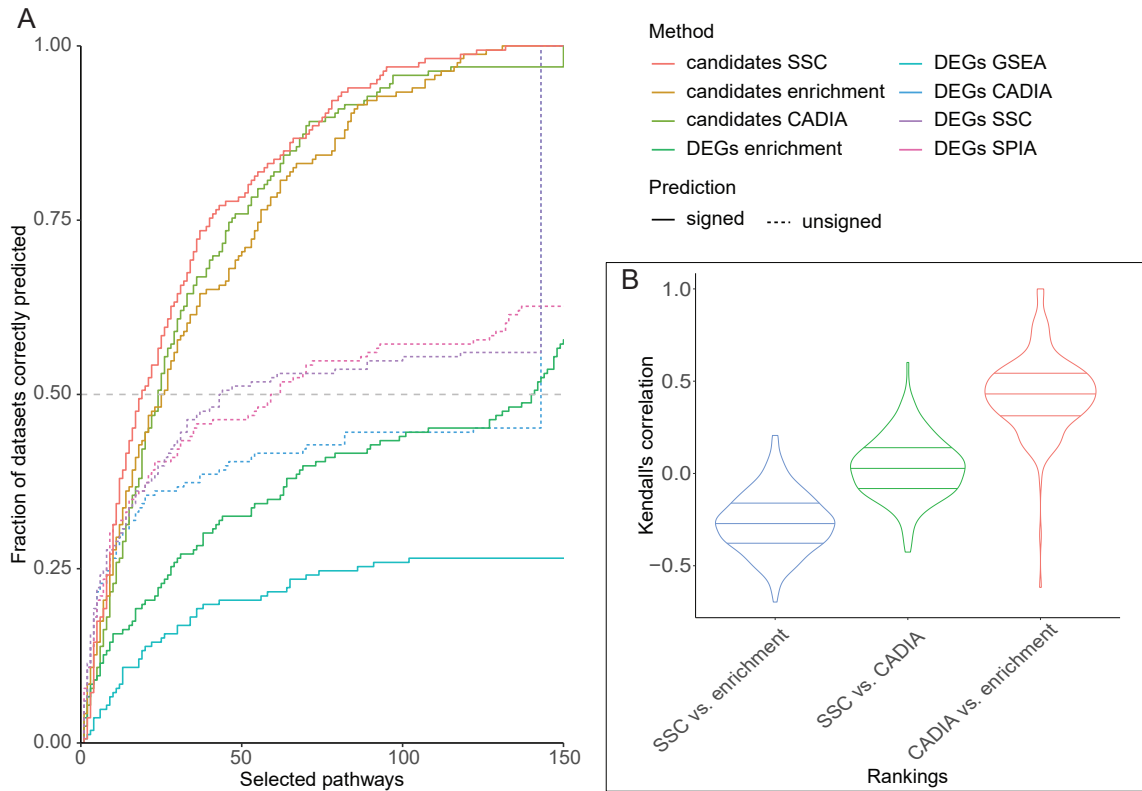 A
1.00
0.75
0.50
0.25
0.00
0
50
100
150
Fraction of datasets correctly predicted
Selected pathways
Method
candidates SSC
candidates enrichment
candidates CADIA
DEGs enrichment
DEGs GSEA
DEGs CADIA
DEGs SSC
DEGs SPIA
Prediction
signed
unsigned
B
1.0
0.5
0.0
−0.5
Kendall's correlation
SSC vs. enrichment
SSC vs. CADIA
CADIA vs. enrichment
Rankings